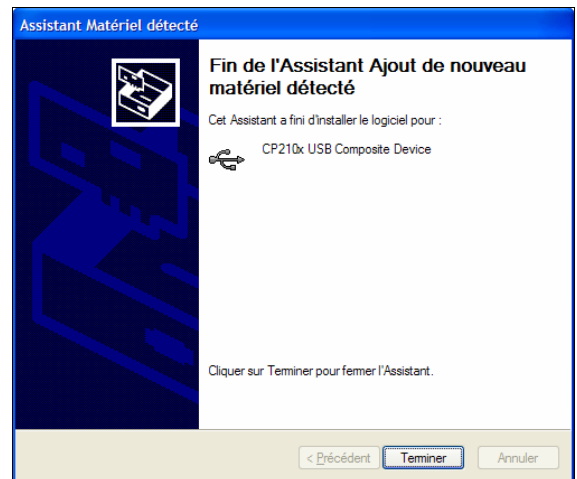 Assistant Matériel détecté
Fin de l'Assistant Ajout de nouveau
matériel détecté
Cet Assistant a fini d'installer le logiciel pour :
CP210x USB Composite Device
Cliquer sur Terminer pour fermer l'Assistant.
< Précédent
Terminer
Annuler